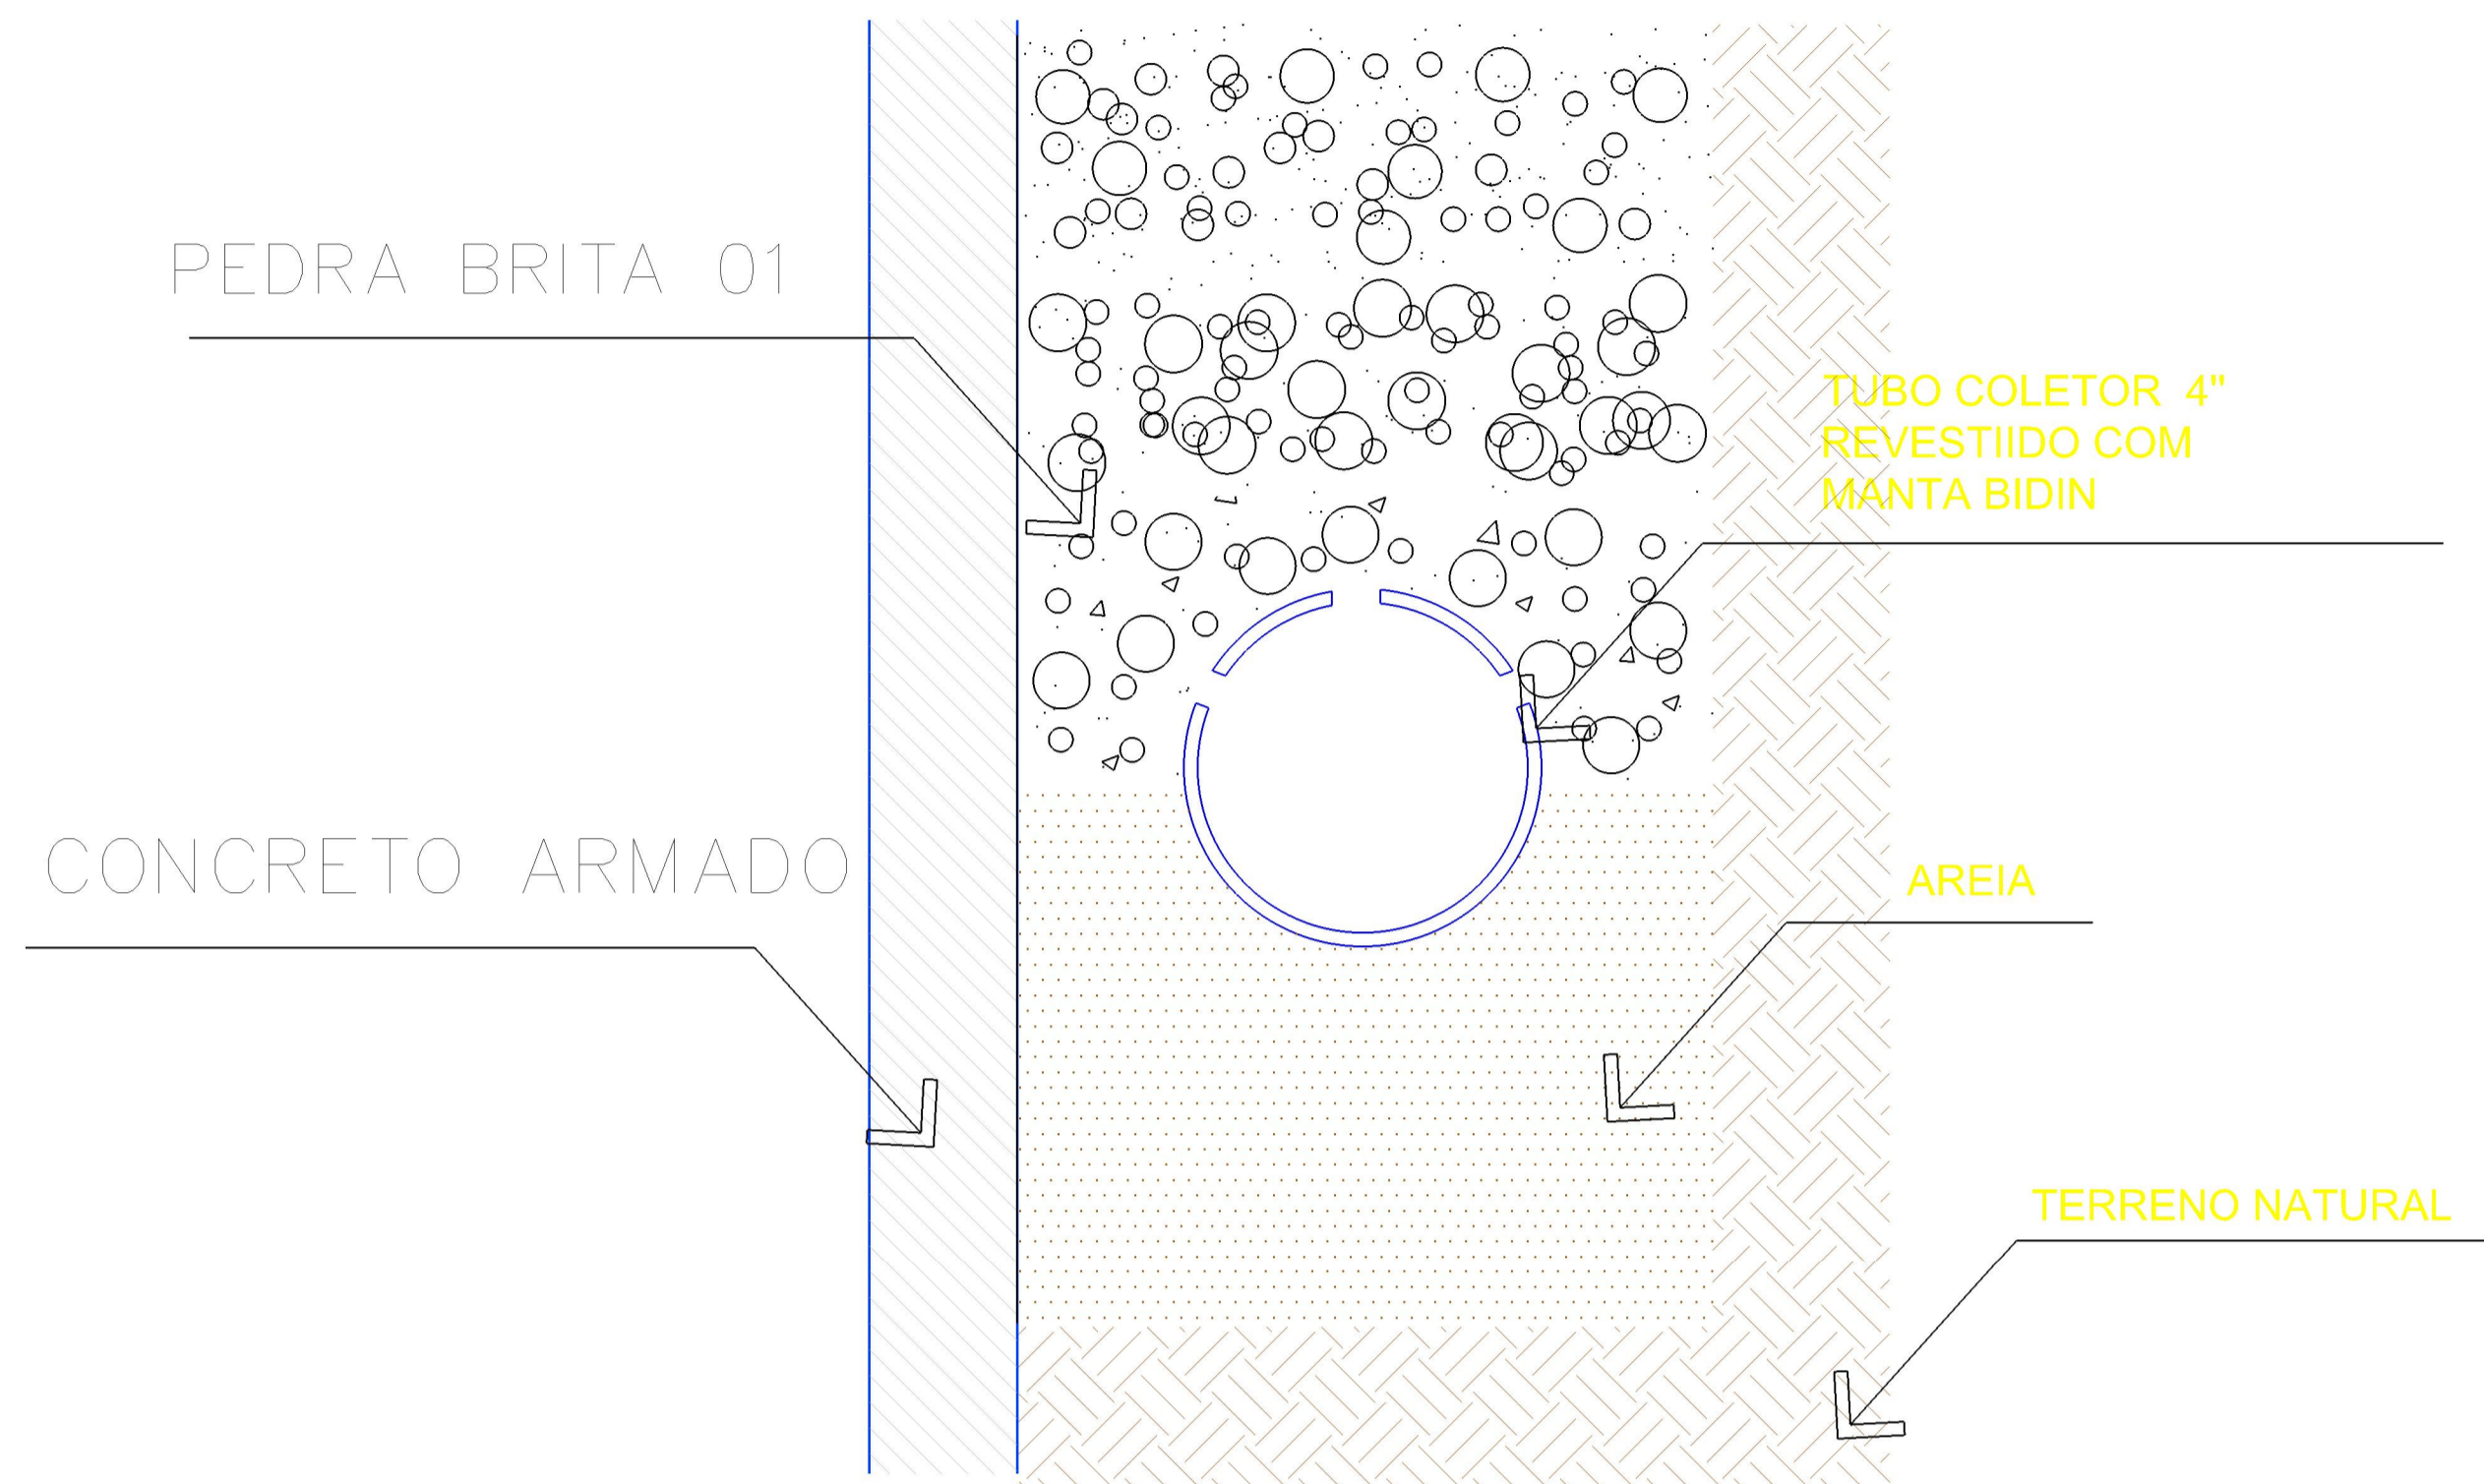 PEDRA BRITA 01
TUBO COLETOR 4"
REVESTIIDO COM
MANTA BIDIN
CONCRETO ARMADO
AREIA
TERRENO NATURAL